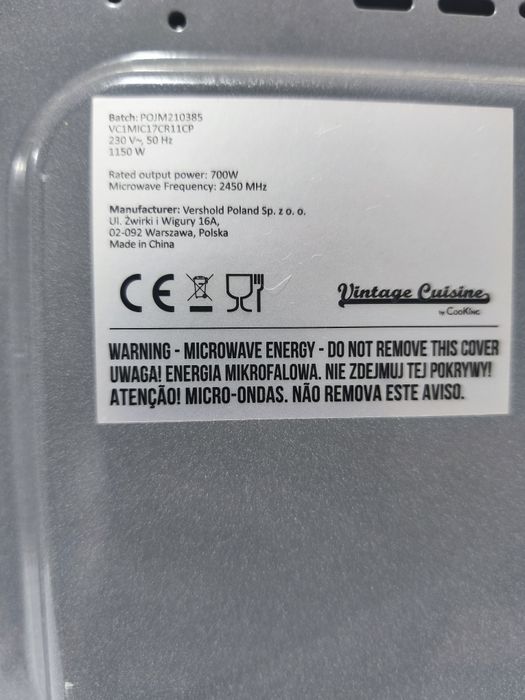 Batch: POJM210385
VC1MIC17CR11CP
230 V~, 50 Hz
1150 W
Rated output power: 700W
Microwave Frequency: 2450 MHz
Manufacturer: Vershold Poland Sp. z o. o.
Ul. Żwirki i Wigury 16A,
02-092 Warszawa, Polska
Made in China
CE
Vintage Cuisine
by CooKing
WARNING - MICROWAVE ENERGY - DO NOT REMOVE THIS COVER
UWAGA! ENERGIA MIKROFALOWA. NIE ZDEJMUJ TEJ POKRYWY!
ATENÇÃO! MICRO-ONDAS. NÃO REMOVA ESTE AVISO.